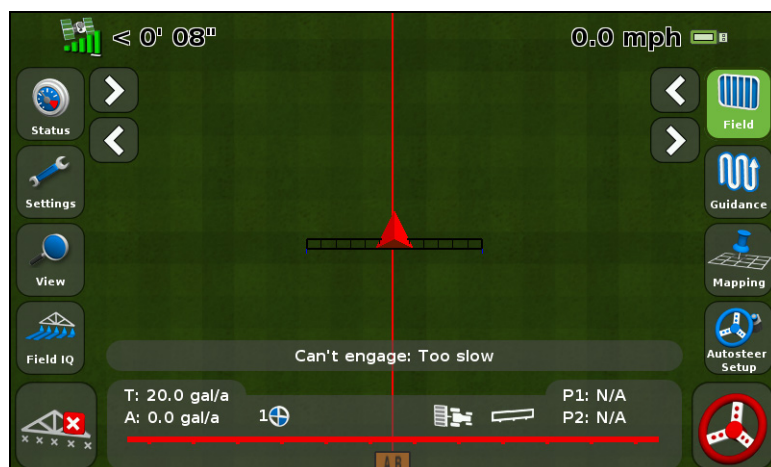 < 0' 08"
0.0 mph
Status
Field
Settings
Guidance
View
Mapping
Field IQ
Can't engage: Too slow
Autosteer
Setup
T: 20.0 gal/a
P1: N/A
A: 0.0 gal/a
1
P2: N/A
A B